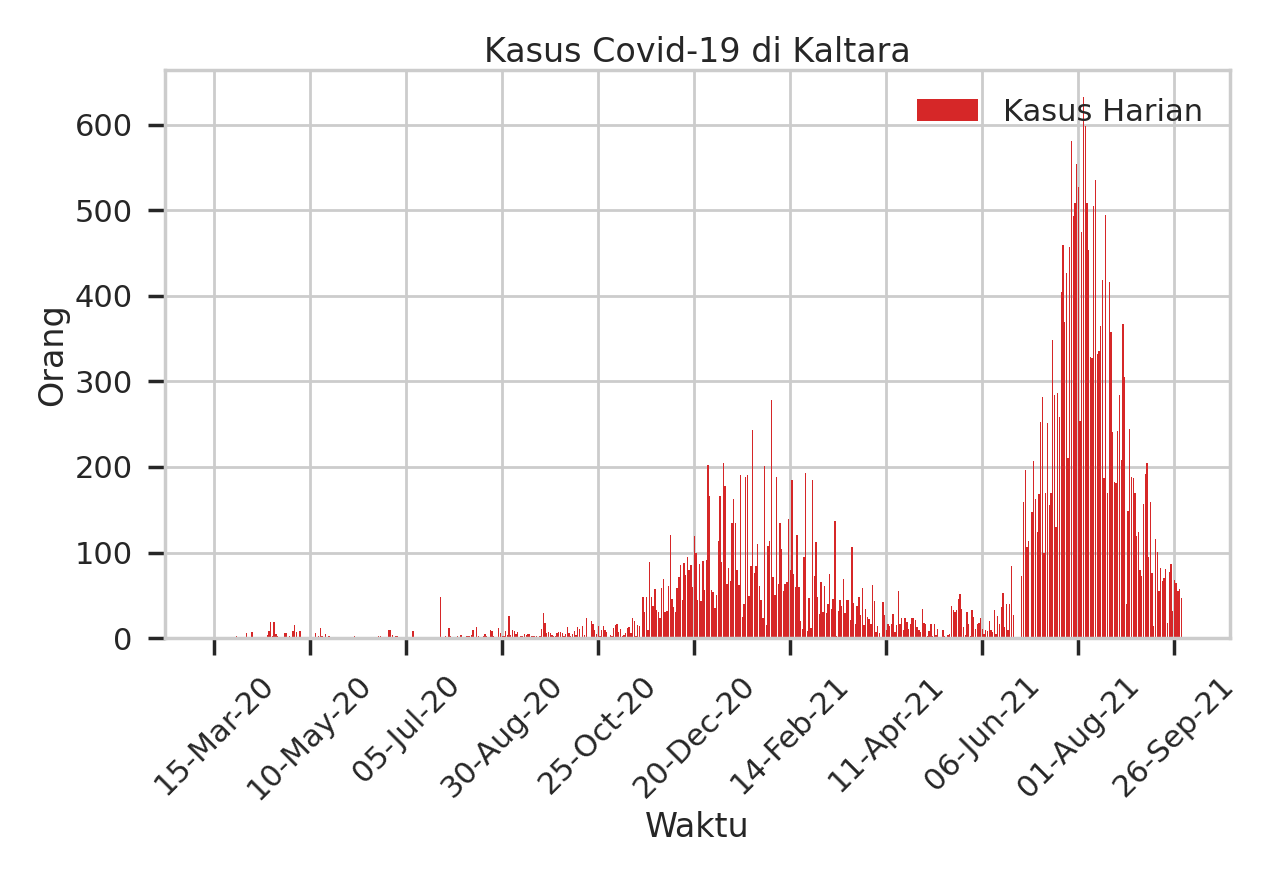 Kasus Covid-19 di Kaltara
Kasus Harian
600
500
400
300
200
100
0
Orang
15-Mar-20
10-May-20
05-Jul-20
30-Aug-20
25-Oct-20
20-Dec-20
14-Feb-21
11-Apr-21
06-Jun-21
01-Aug-21
26-Sep-21
Waktu